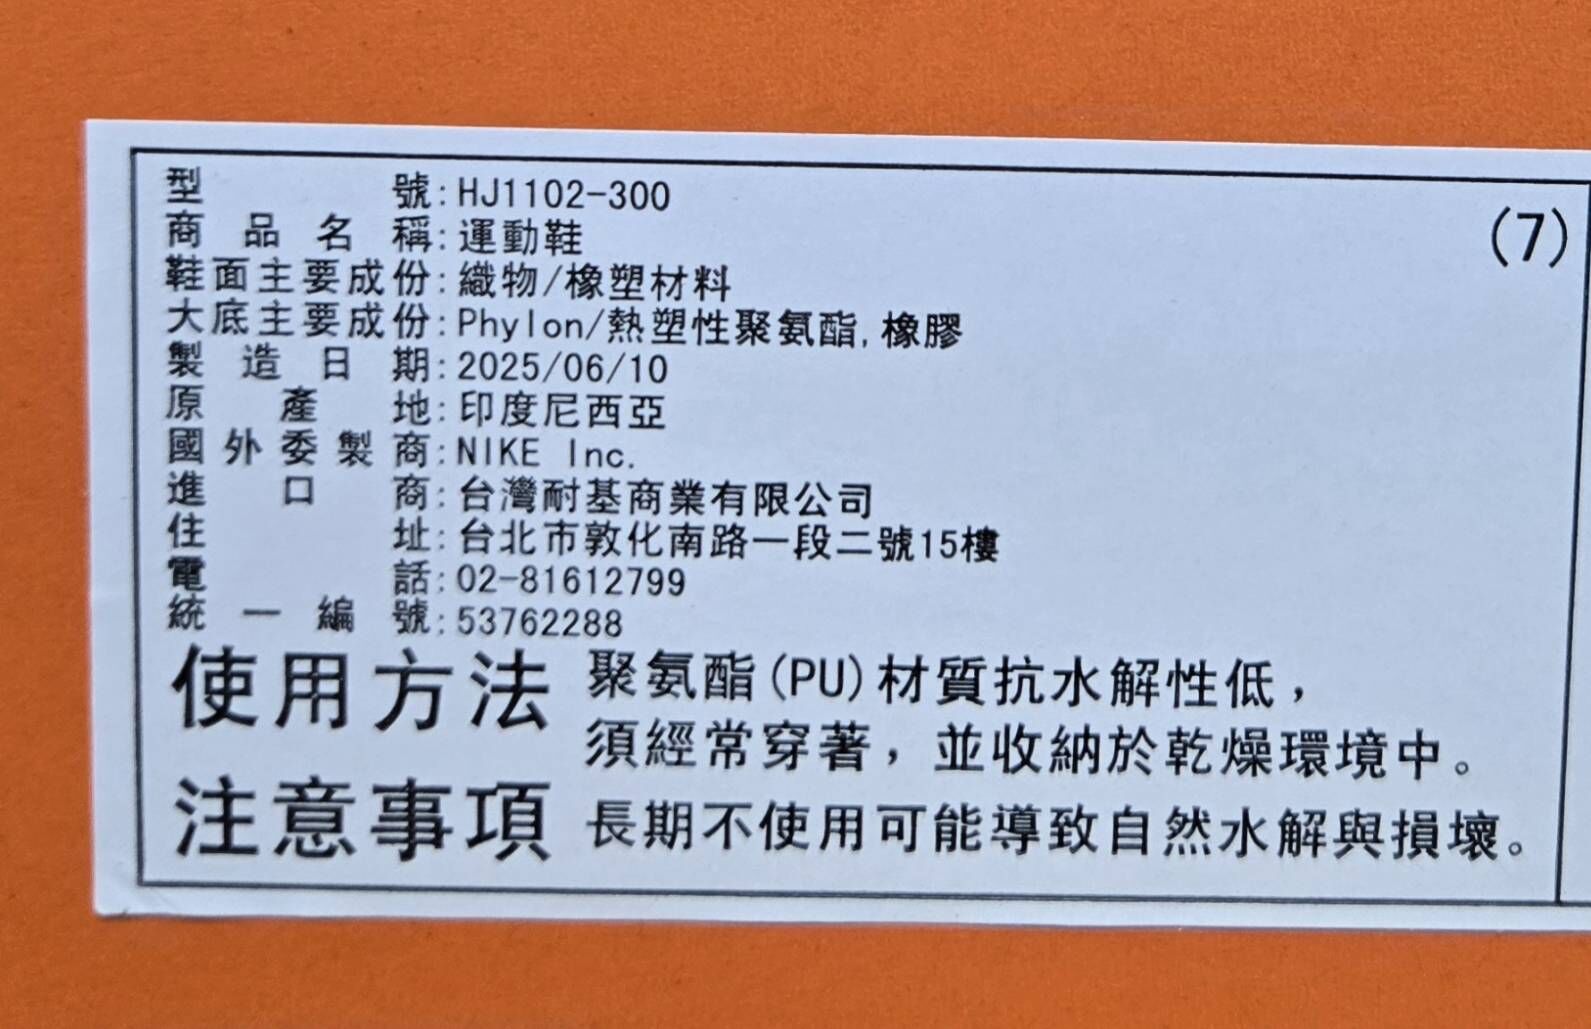 型號:HJ1102-300
(7)
商品名稱:運動鞋
鞋面主要成份:織物/橡塑材料
大底主要成份:Phylon/熱塑性聚氨酯,橡膠
製造日期:2025/06/10
原產地:印度尼西亞
國外委製商:NIKE Inc.
進口商:台灣耐基商業有限公司
住址:台北市敦化南路一段二號15樓
電話:02-81612799
統一編號:53762288
使用方法 聚氨酯(PU)材質抗水解性低，
須經常穿著，並收納於乾燥環境中。
注意事項 長期不使用可能導致自然水解與損壞。